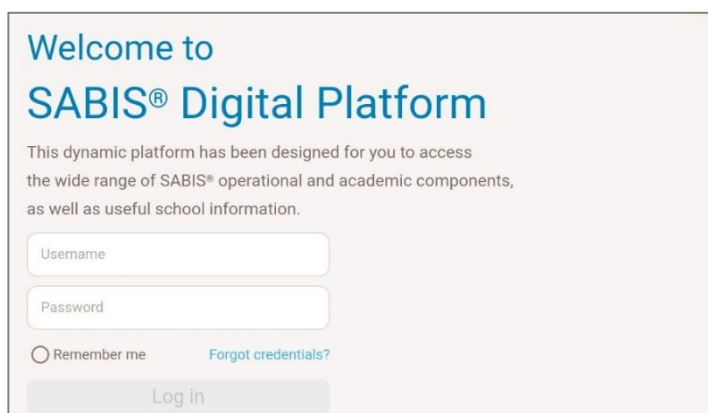 Welcome to
SABIS® Digital Platform
This dynamic platform has been designed for you to access
the wide range of SABIS® operational and academic components,
as well as useful school information.
Username
Password
Remember me Forgot credentials?
Log in